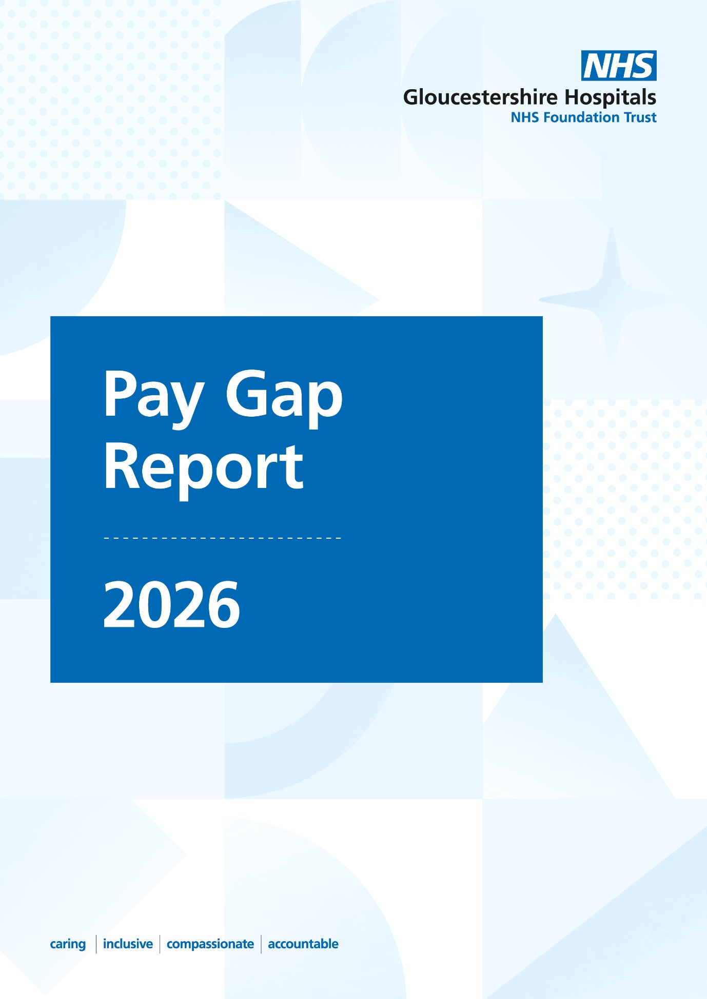 NHS
Gloucestershire Hospitals
NHS Foundation Trust
Pay Gap
Report
2026
caring | inclusive | compassionate | accountable